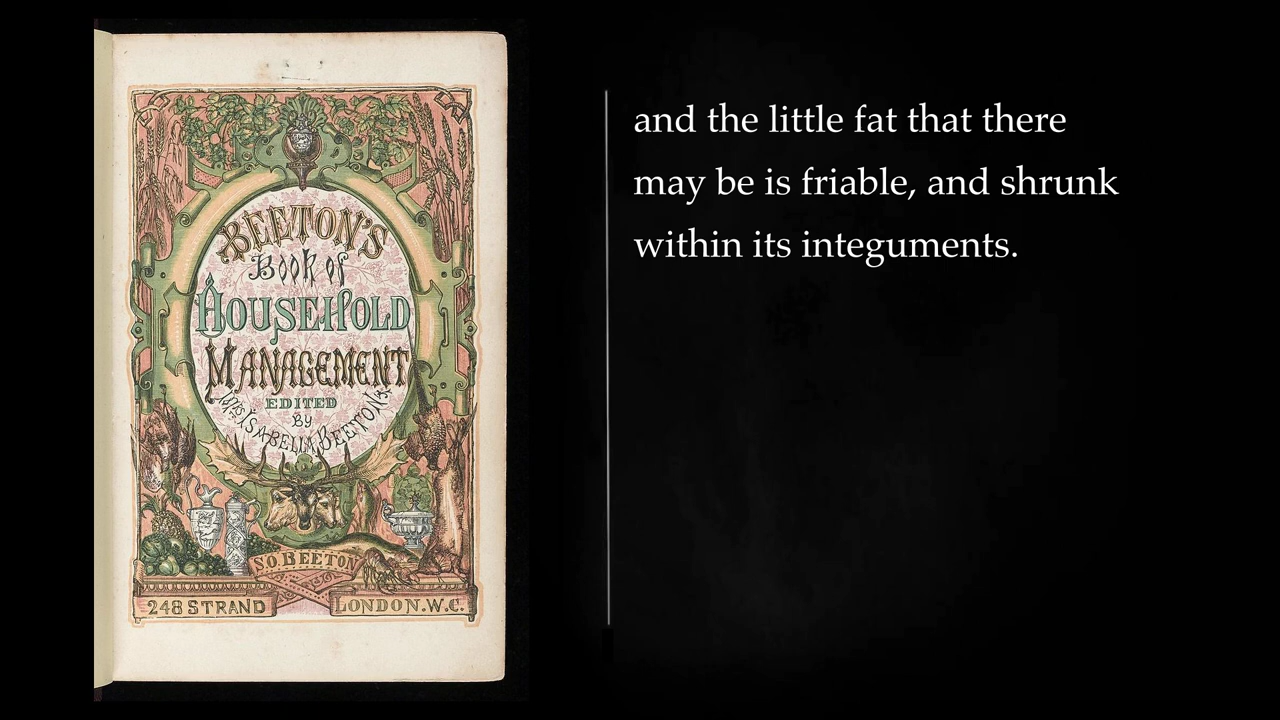 BEETON'S
Book of
HOUSEHOLD
MANAGEMENT
EDITED
By
Mrs ISABELLA BEETON
S.O. BEETON
248 STRAND
LONDON.W.C.
and the little fat that there
may be is friable, and shrunk
within its integuments.